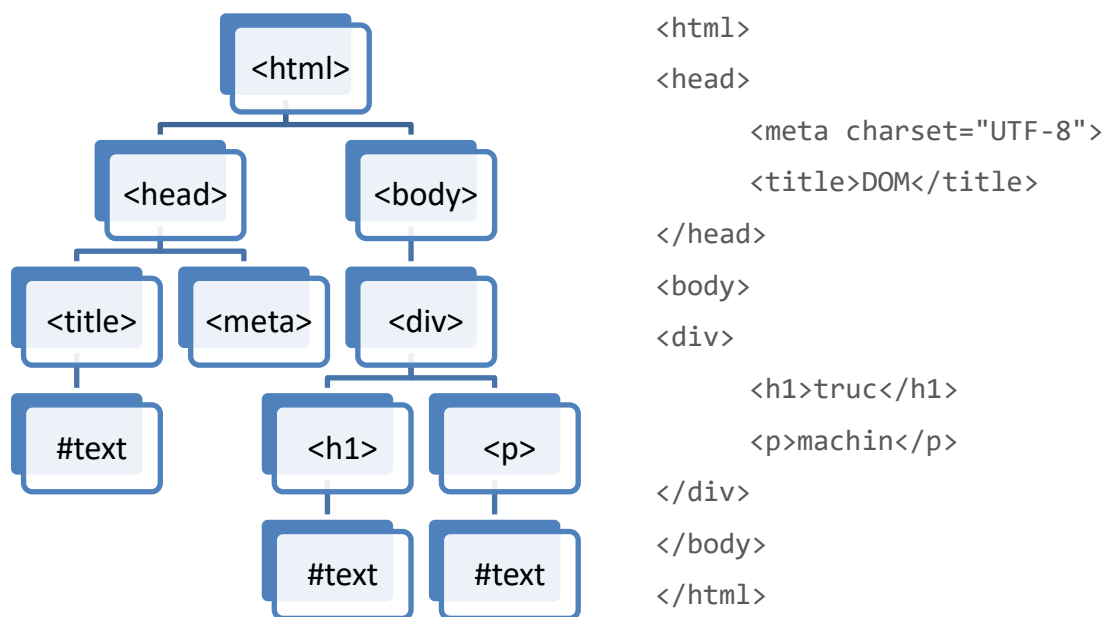 <html>
<head> <body>
<title> <meta> <div>
#text <h1> <p>
#text #text
<html>
<head>
<meta charset="UTF-8">
<title>DOM</title>
</head>
<body>
<div>
<h1>truc</h1>
<p>machin</p>
</div>
</body>
</html>